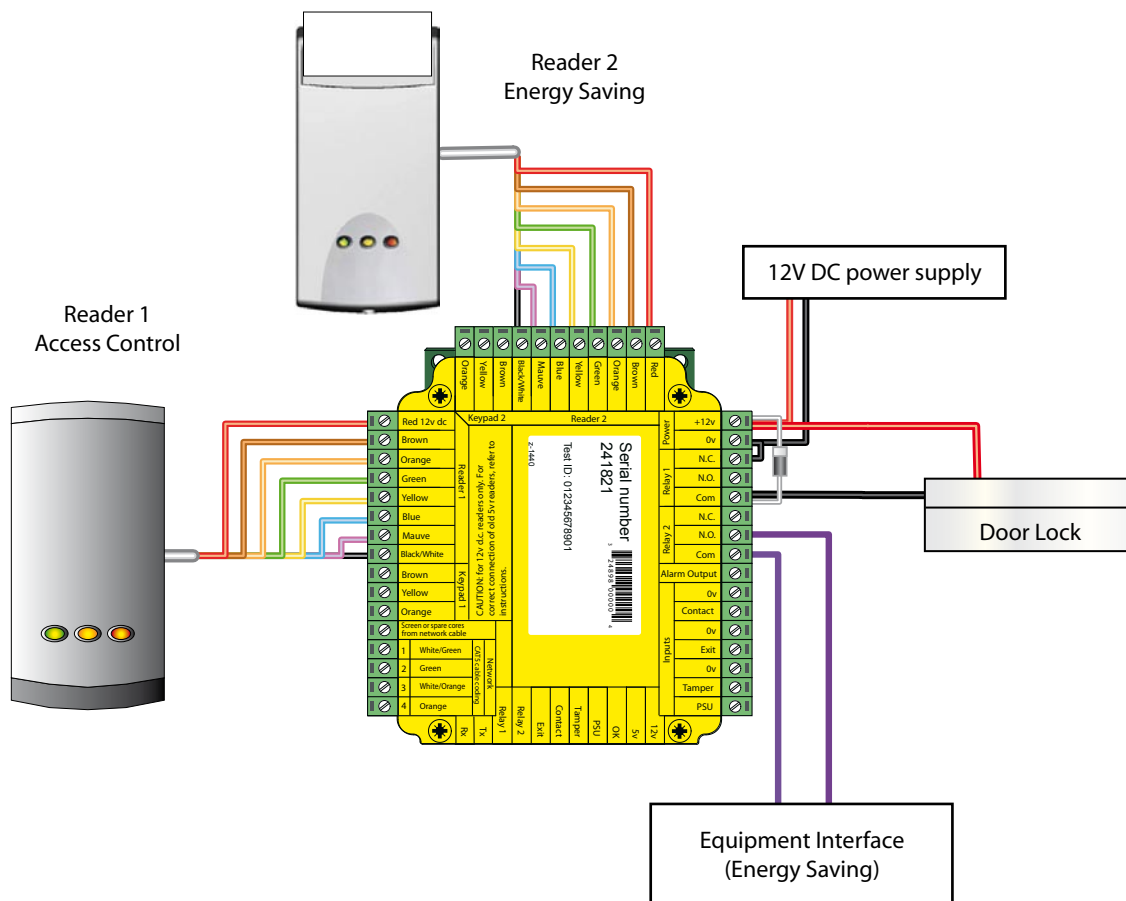 Reader 2
Energy Saving
12V DC power supply
Reader 1
Access Control
Orange
Yellow
Brown
Black/White
Mauve
Blue
Yellow
Green
Orange
Brown
Red
Keypad 2
Reader 2
Red 12v dc
Brown
Orange
Green
Yellow
Blue
Mauve
Black/White
Reader 1
Brown
Yellow
Orange
Keypad 1
CAUTION: For 12v d.c readers only. For
correct connection of old 5v readers, refer to
instructions.
Screen or spare cores
from network cable
1 White/Green
2 Green
3 White/Orange
4 Orange
CAT5 cable coding
Network
Serial number
241821
Test ID: 012345678901
z-1440
3 24898 00000 4
Power
+12v
0v
Relay 1
N.C.
N.O.
Com
Relay 2
N.C.
N.O.
Com
Alarm Output
Inputs
0v
Contact
0v
Exit
0v
Tamper
PSU
Rx
Tx
Relay 1
Relay 2
Exit
Contact
Tamper
PSU
OK
5v
12v
Door Lock
Equipment Interface
(Energy Saving)